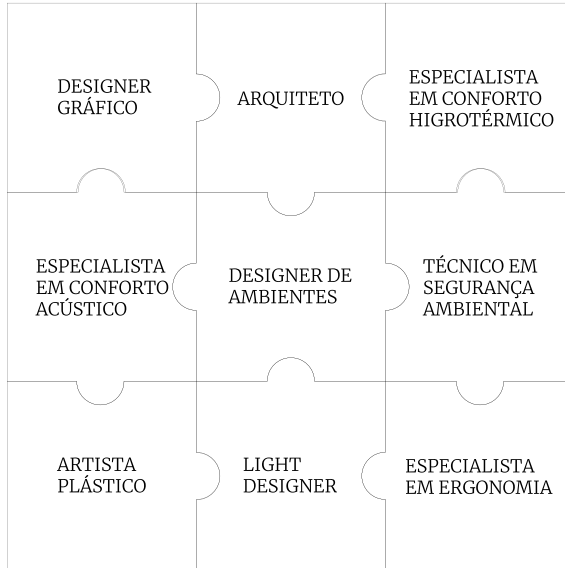 DESIGNER
GRÁFICO
ARQUITETO
ESPECIALISTA
EM CONFORTO
HIGROTÉRMICO
ESPECIALISTA
EM CONFORTO
ACÚSTICO
DESIGNER DE
AMBIENTES
TÉCNICO EM
SEGURANÇA
AMBIENTAL
ARTISTA
PLÁSTICO
LIGHT
DESIGNER
ESPECIALISTA
EM ERGONOMIA